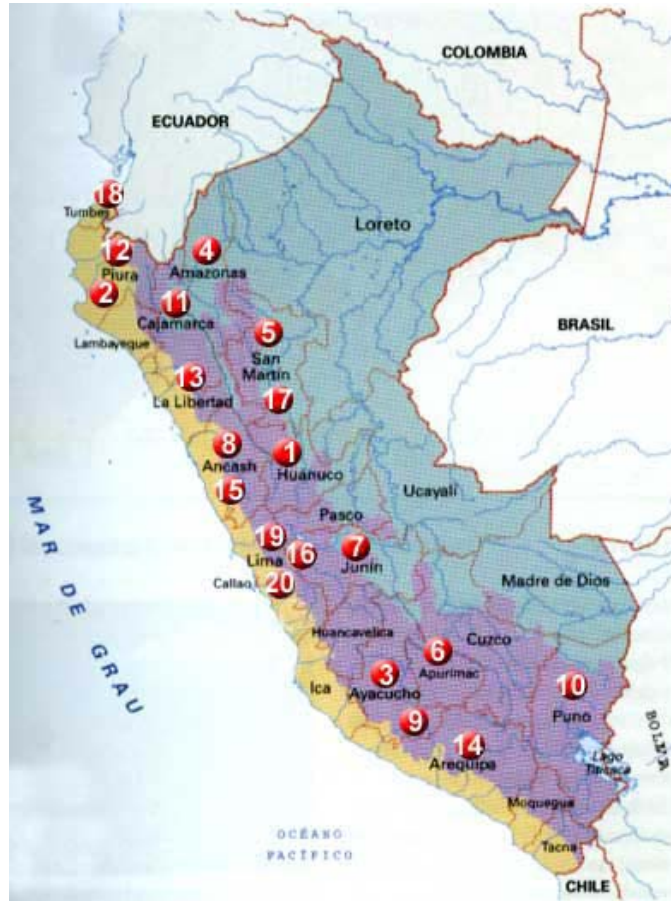 COLOMBIA
ECUADOR
18
Tumbes
Loreto
12
4
Piura
Amazonas
2
11
Cajamarca
BRASIL
5
Lambayeque
San
Martín
13
La Libertad
17
8
1
Ancash
Huanuco
15
Ucayali
Pasco
MAR DE GRAU
19
7
Lima
16
Junín
Callao
20
Madre de Dios
Huancavelica
Cuzco
6
Apurimac
3
Ica
Ayacucho
10
Puno
9
14
Arequipa
Lago
Moquegua
OCÉANO
PACÍFICO
Tacna
CHILE